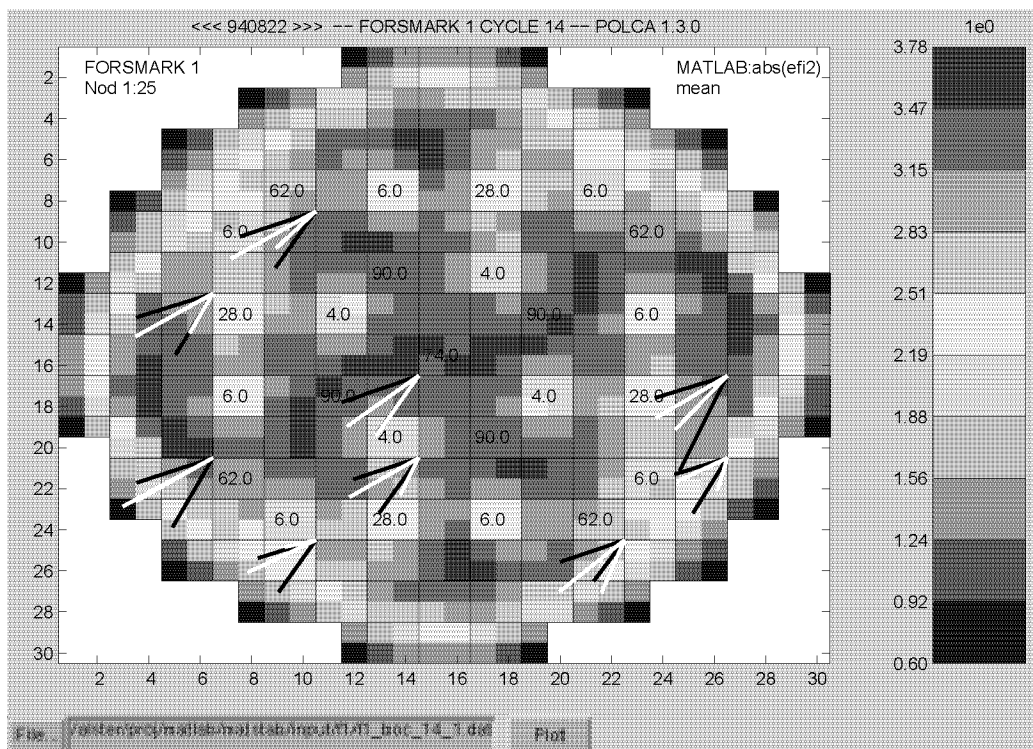 <<< 940822 >>> -- FORSMARK 1 CYCLE 14 -- POLCA 1.3.0
1e0
FORSMARK 1
Nod 1:25
MATLAB:abs(efi2)
mean
3.78
3.47
3.15
2.83
2.51
2.19
1.88
1.56
1.24
0.92
0.60
2
4
6
8
10
12
14
16
18
20
22
24
26
28
30
62.0 6.0 28.0 6.0
6.0 62.0
90.0 4.0
28.0 4.0 90.0 6.0
74.0
6.0 90.0 4.0 28.0
4.0 90.0
62.0 6.0
6.0 28.0 6.0 62.0
2 4 6 8 10 12 14 16 18 20 22 24 26 28 30
File... Plot